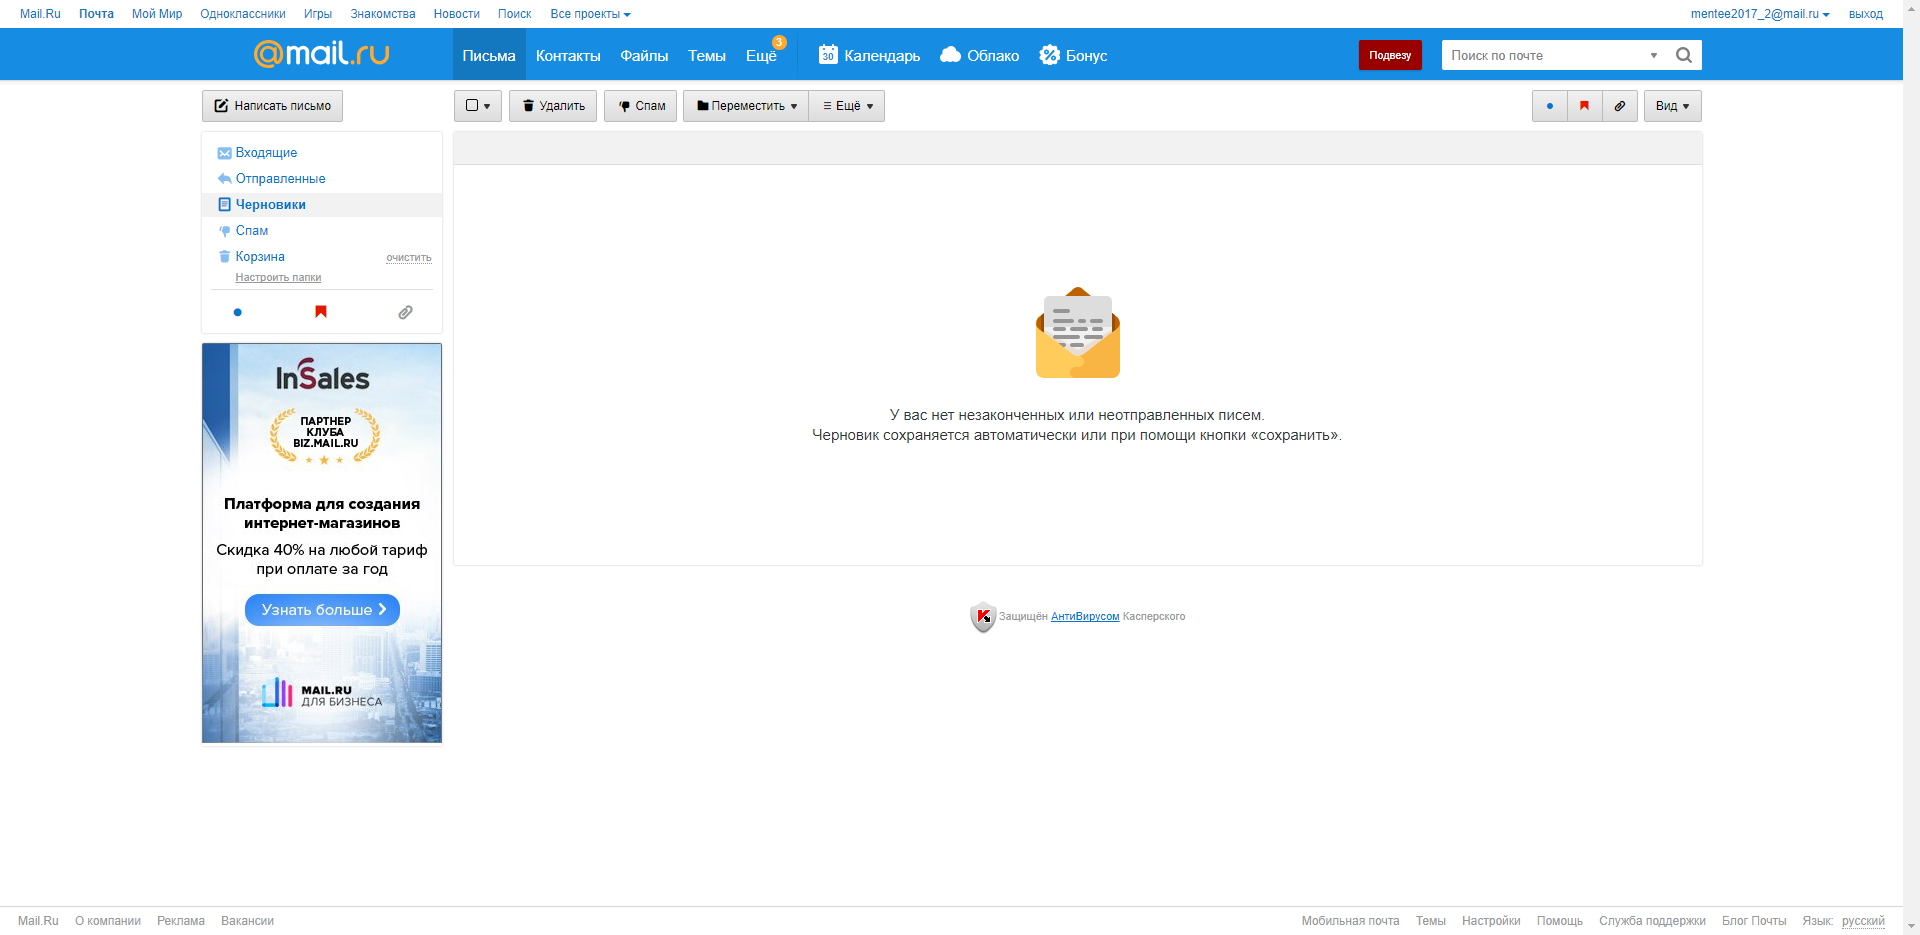 Mail.Ru Почта Мой Мир Одноклассники Игры Знакомства Новости Поиск Все проекты mentee2017_2@mail.ru выход
@mail.ru Письма Контакты Файлы Темы Ещё 3 30 Календарь Облако Бонус Подвезу Поиск по почте
Написать письмо Удалить Спам Переместить Ещё Вид
Входящие
Отправленные
Черновики
Спам
Корзина очистить
Настроить папки
InSales
ПАРТНЕР
КЛУБА
BIZ.MAIL.RU
Платформа для создания
интернет-магазинов
Скидка 40% на любой тариф
при оплате за год
Узнать больше
MAIL.RU
ДЛЯ БИЗНЕСА
У вас нет незаконченных или неотправленных писем.
Черновик сохраняется автоматически или при помощи кнопки «сохранить».
Защищён АнтиВирусом Касперского
Mail.Ru О компании Реклама Вакансии Мобильная почта Темы Настройки Помощь Служба поддержки Блог Почты Язык: русский